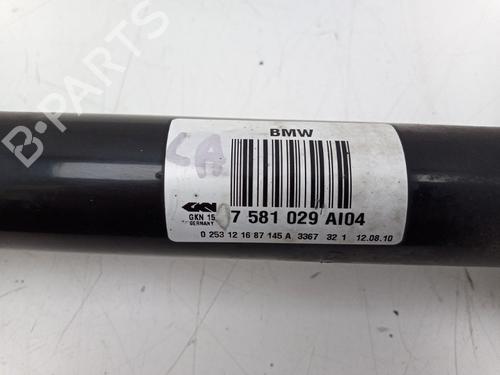 B-PARTS
BMW
CA
GKN
GKN 15
GERMANY
7 581 029 AI04
0 253 12 16 87 145 A 3367 32 1 12.08.10